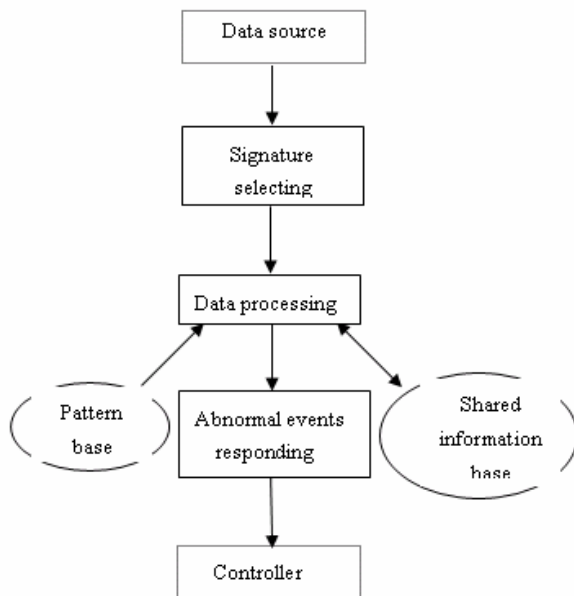 Data source
Signature
selecting
Data processing
Pattern
base
Abnormal events
responding
Shared
information
base
Controller